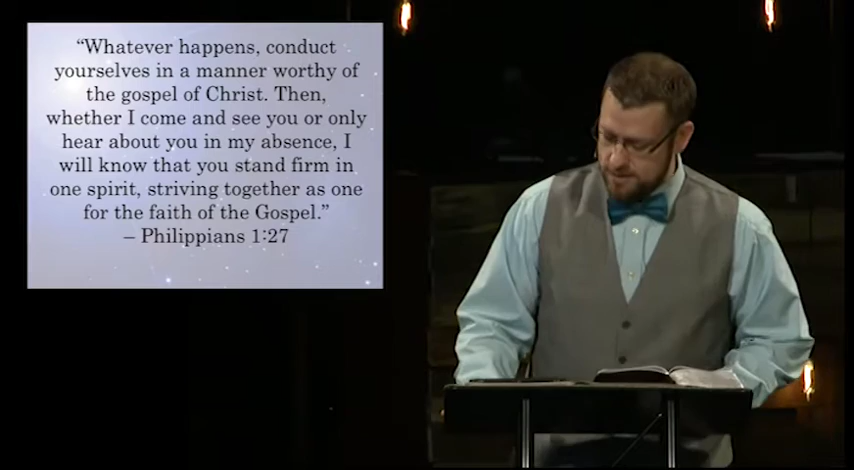 “Whatever happens, conduct
yourselves in a manner worthy of
the gospel of Christ. Then,
whether I come and see you or only
hear about you in my absence, I
will know that you stand firm in
one spirit, striving together as one
for the faith of the Gospel.”
– Philippians 1:27